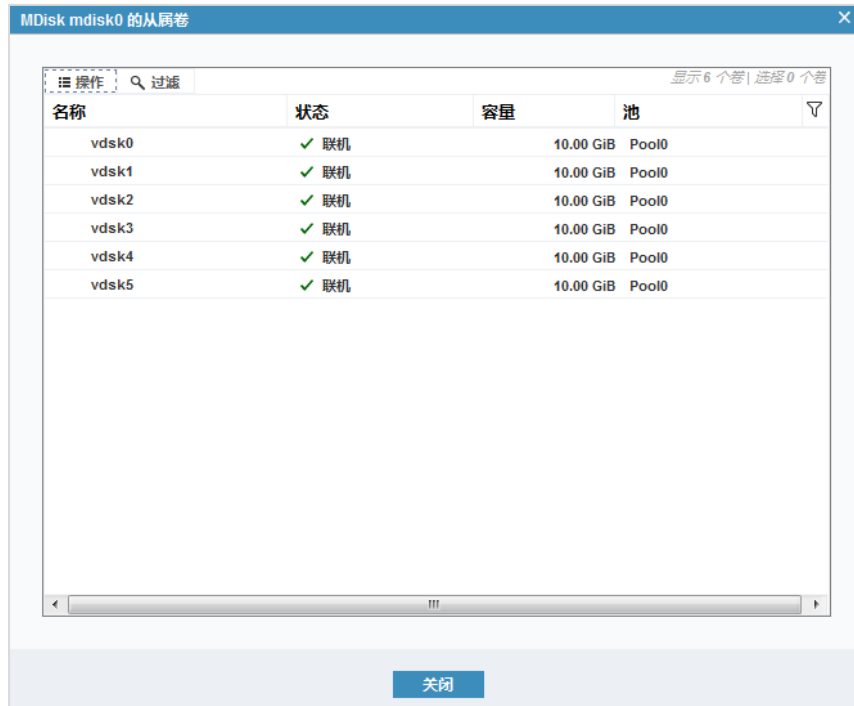 MDisk mdisk0 的从属卷
操作 过滤 显示 6 个卷 | 选择 0 个卷
名称 状态 容量 池
vdsk0 联机 10.00 GiB Pool0
vdsk1 联机 10.00 GiB Pool0
vdsk2 联机 10.00 GiB Pool0
vdsk3 联机 10.00 GiB Pool0
vdsk4 联机 10.00 GiB Pool0
vdsk5 联机 10.00 GiB Pool0
关闭